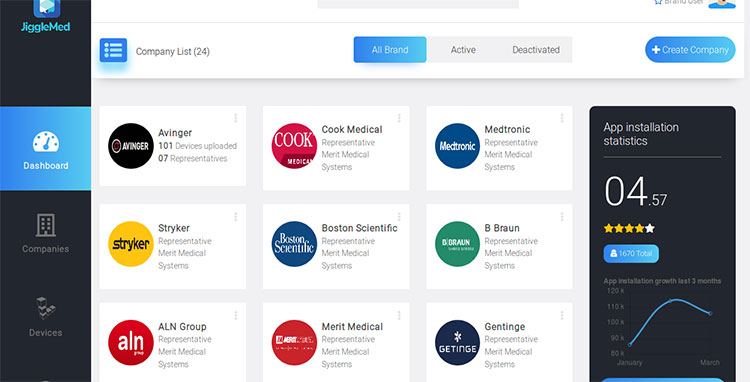 JiggleMed
Brand User
Company List (24)
All Brand
Active
Deactivated
Create Company
Dashboard
Companies
Devices
AVINGER
Avinger
101 Devices uploaded
07 Representatives
COOK
MEDICAL
Cook Medical
Representative
Merit Medical
Systems
Medtronic
Medtronic
Representative
Merit Medical
Systems
stryker
Stryker
Representative
Merit Medical
Systems
Boston
Scientific
Boston Scientific
Representative
Merit Medical
Systems
B BRAUN
B Braun
Representative
Merit Medical
Systems
aln
group
ALN Group
Representative
Merit Medical
Systems
MERIT
Merit Medical
Representative
Merit Medical
Systems
GETINGE
Gentinge
Representative
Merit Medical
Systems
App installation
statistics
04.57
1670 Total
App installation growth last 3 months
120 k
110 k
100 k
80 k
January
March